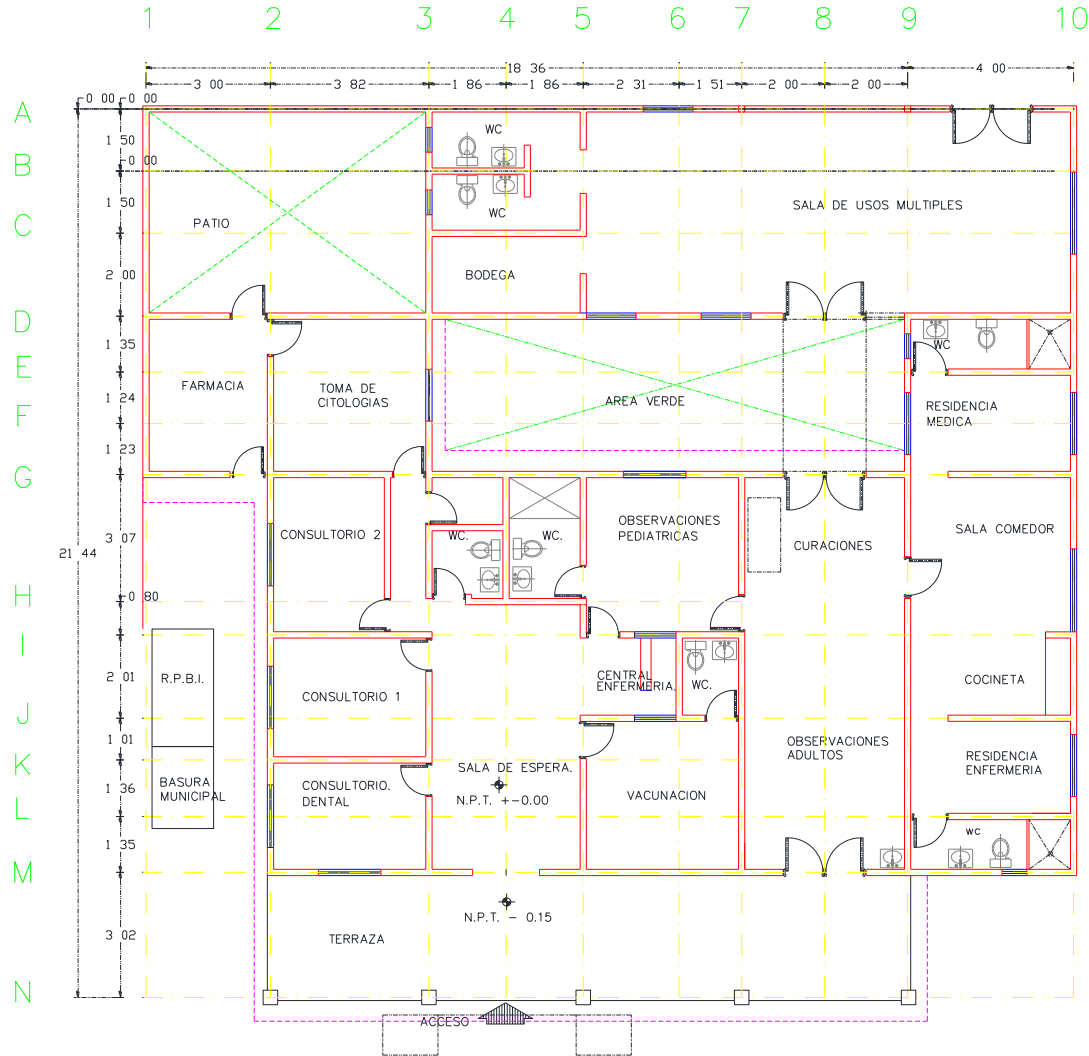 1 2 3 4 5 6 7 8 9 10
18 36
3 00 3 82 1 86 1 86 2 31 1 51 2 00 2 00 4 00
0 00 0 00
A
1 50
WC
B
0 00
1 50
WC
C
PATIO
SALA DE USOS MULTIPLES
2 00
BODEGA
D
1 35
WC
E
FARMACIA
TOMA DE
CITOLOGIAS
1 24
AREA VERDE
RESIDENCIA
MEDICA
F
1 23
G
CONSULTORIO 2
WC.
WC.
OBSERVACIONES
PEDIATRICAS
CURACIONES
SALA COMEDOR
3 07
21 44
H
0 80
I
R.P.B.I.
2 01
CONSULTORIO 1
CENTRAL
ENFERMERIA.
WC.
COCINETA
J
1 01
OBSERVACIONES
ADULTOS
K
SALA DE ESPERA.
RESIDENCIA
ENFERMERIA
BASURA
MUNICIPAL
1 36
CONSULTORIO.
DENTAL
N.P.T. +-0.00
VACUNACION
L
WC
1 35
M
N.P.T. - 0.15
3 02
TERRAZA
N
ACCESO